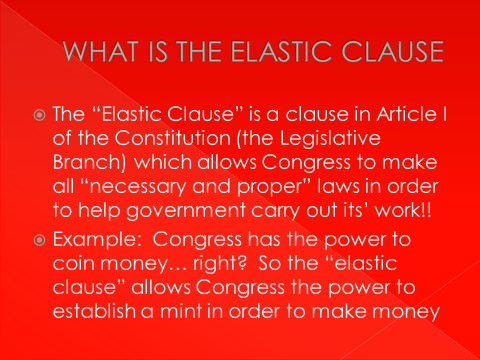 WHAT IS THE ELASTIC CLAUSE
The “Elastic Clause” is a clause in Article I
of the Constitution (the Legislative
Branch) which allows Congress to make
all “necessary and proper” laws in order
to help government carry out its’ work!!
Example:  Congress has the power to
coin money… right?  So the “elastic
clause” allows Congress the power to
establish a mint in order to make money